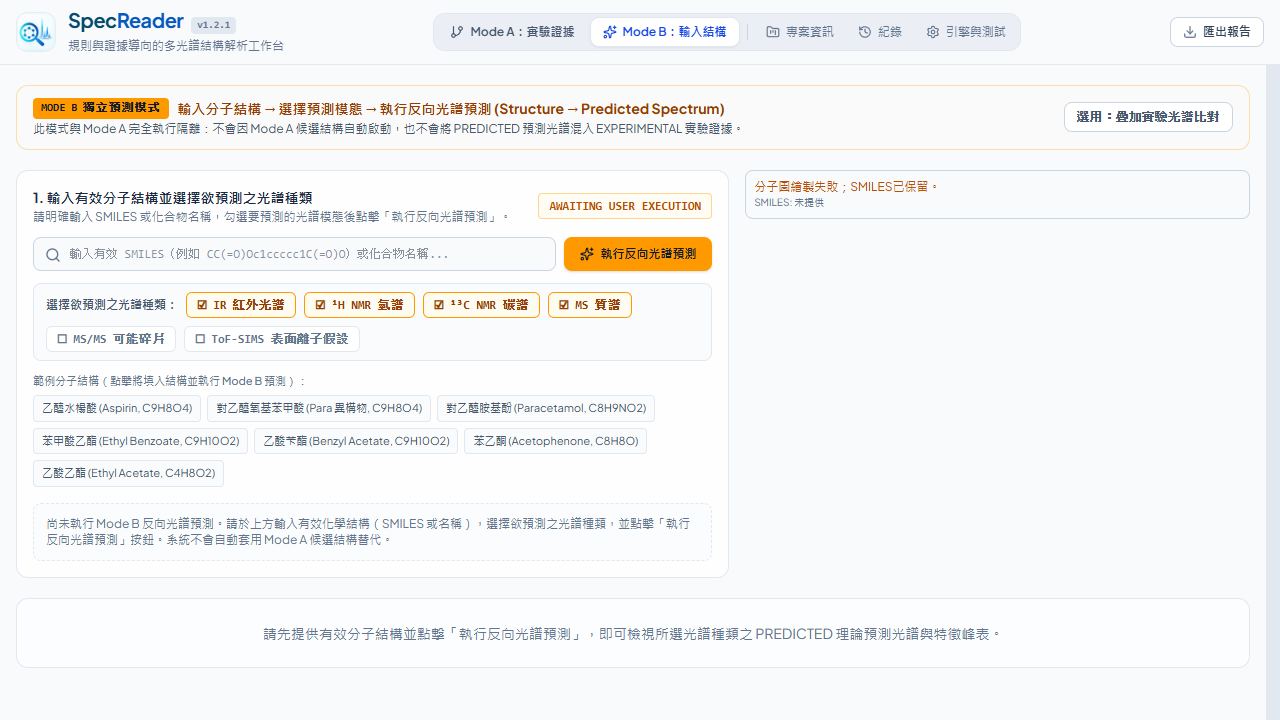 SpecReader v1.2.1
規則與證據導向的多光譜結構解析工作台
Mode A：實驗證據
Mode B：輸入結構
專案資訊
紀錄
引擎與測試
匯出報告
MODE B 獨立預測模式 輸入分子結構 → 選擇預測模態 → 執行反向光譜預測 (Structure → Predicted Spectrum)
此模式與 Mode A 完全執行隔離：不會因 Mode A 候選結構自動啟動，也不會將 PREDICTED 預測光譜混入 EXPERIMENTAL 實驗證據。
選用：疊加實驗光譜比對
1. 輸入有效分子結構並選擇欲預測之光譜種類
請明確輸入 SMILES 或化合物名稱，勾選要預測的光譜模態後點擊「執行反向光譜預測」。
AWAITING USER EXECUTION
輸入有效 SMILES（例如 CC(=O)Oc1ccccc1C(=O)O）或化合物名稱...
執行反向光譜預測
選擇欲預測之光譜種類：
☑ IR 紅外光譜
☑ ¹H NMR 氫譜
☑ ¹³C NMR 碳譜
☑ MS 質譜
☐ MS/MS 可能碎片
☐ ToF-SIMS 表面離子假設
範例分子結構（點擊將填入結構並執行 Mode B 預測）：
乙醯水楊酸 (Aspirin, C9H8O4)
對乙醯氧基苯甲酸 (Para 異構物, C9H8O4)
對乙醯胺基酚 (Paracetamol, C8H9NO2)
苯甲酸乙酯 (Ethyl Benzoate, C9H10O2)
乙酸苄酯 (Benzyl Acetate, C9H10O2)
苯乙酮 (Acetophenone, C8H8O)
乙酸乙酯 (Ethyl Acetate, C4H8O2)
尚未執行 Mode B 反向光譜預測。請於上方輸入有效化學結構（SMILES 或名稱），選擇欲預測之光譜種類，並點擊「執行
反向光譜預測」按鈕。系統不會自動套用 Mode A 候選結構替代。
分子圖繪製失敗；SMILES已保留。
SMILES: 未提供
請先提供有效分子結構並點擊「執行反向光譜預測」，即可檢視所選光譜種類之 PREDICTED 理論預測光譜與特徵峰表。